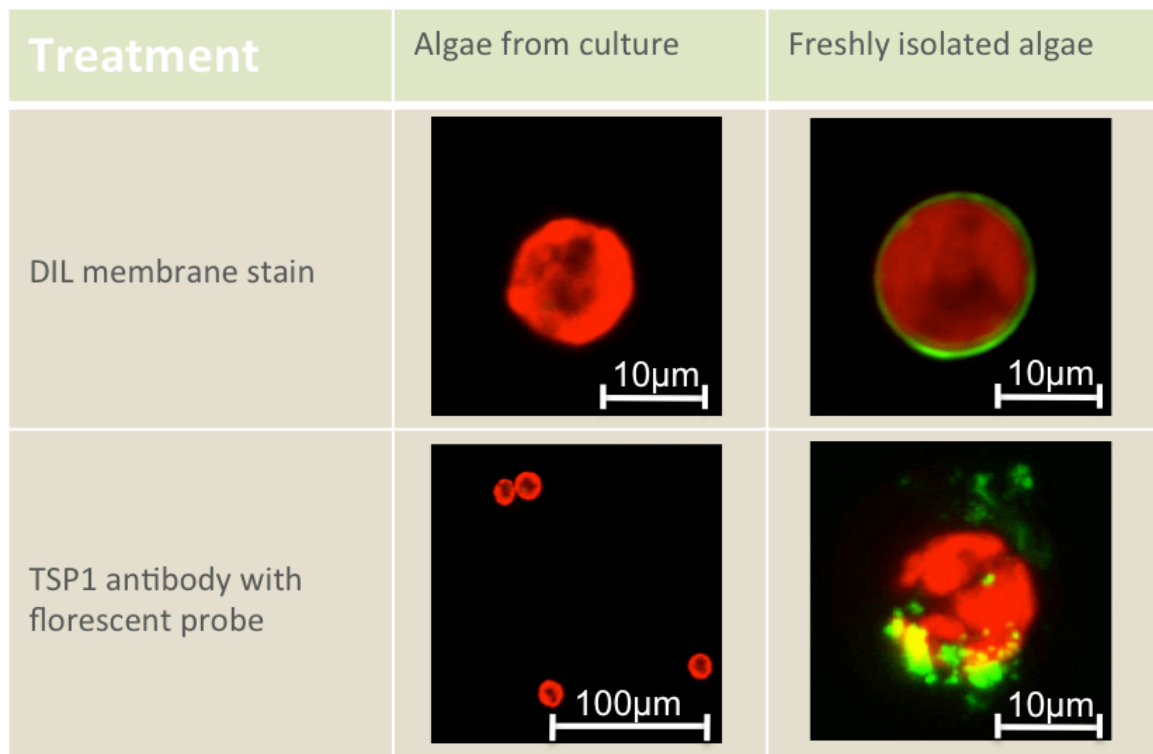 Treatment
Algae from culture
Freshly isolated algae
DIL membrane stain
10µm
10µm
TSP1 antibody with
florescent probe
100µm
10µm